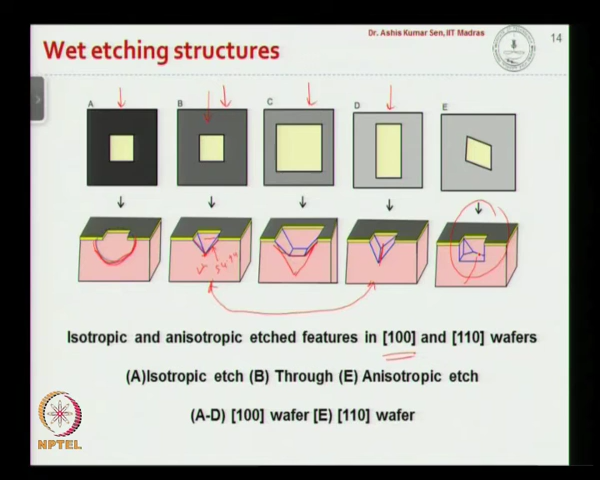 Dr. Ashis Kumar Sen, IIT Madras
14
Wet etching structures
A B C D E
Isotropic and anisotropic etched features in [100] and [110] wafers
(A)Isotropic etch (B) Through (E) Anisotropic etch
(A-D) [100] wafer [E) [110] wafer
NPTEL